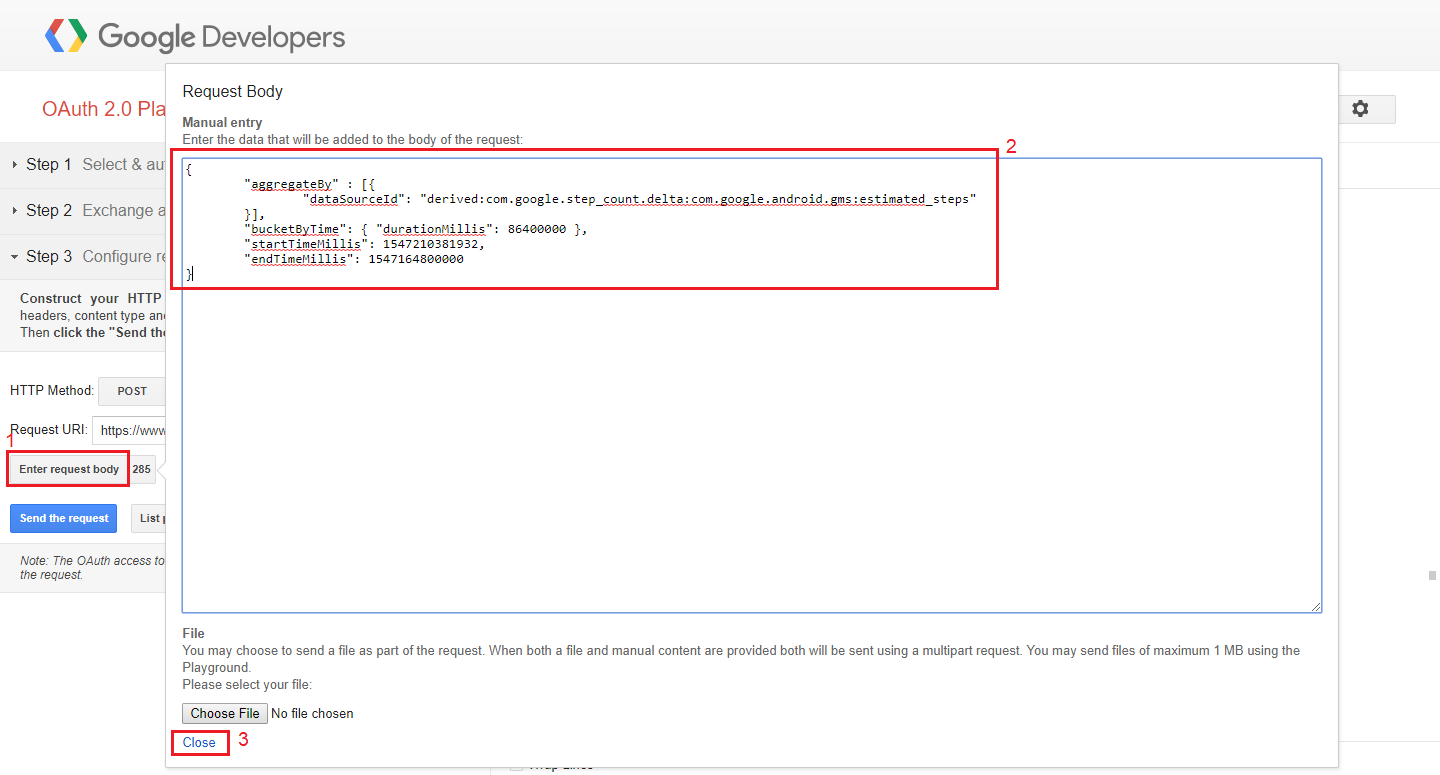 Google Developers
OAuth 2.0 Pla
Step 1 Select & au
Step 2 Exchange a
Step 3 Configure re
Construct your HTTP
headers, content type and
Then click the "Send the
HTTP Method: POST
Request URI: https://www
1
Enter request body 285
Send the request List p
Note: The OAuth access to
the request.
Request Body
Manual entry
Enter the data that will be added to the body of the request:
2
{
"aggregateBy" : [{
"dataSourceId": "derived:com.google.step_count.delta:com.google.android.gms:estimated_steps"
}],
"bucketByTime": { "durationMillis": 86400000 },
"startTimeMillis": 1547210381932,
"endTimeMillis": 1547164800000
}
File
You may choose to send a file as part of the request. When both a file and manual content are provided both will be sent using a multipart request. You may send files of maximum 1 MB using the
Playground.
Please select your file:
Choose File No file chosen
Close 3